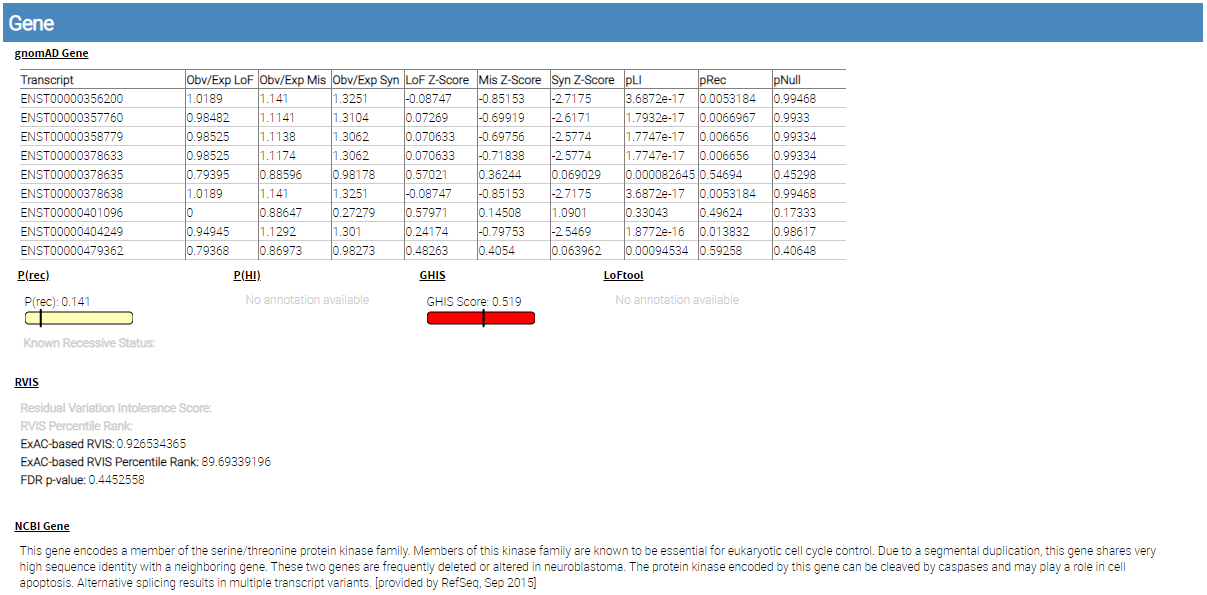 Gene
gnomAD Gene
Transcript Obv/Exp LoF Obv/Exp Mis Obv/Exp Syn LoF Z-Score Mis Z-Score Syn Z-Score pLI pRec pNull
ENST00000356200 1.0189 1.141 1.3251 -0.08747 -0.85153 -2.7175 3.6872e-17 0.0053184 0.99468
ENST00000357760 0.98482 1.1141 1.3104 0.07269 -0.69919 -2.6171 1.7932e-17 0.0066967 0.9933
ENST00000358779 0.98525 1.1138 1.3062 0.070633 -0.69756 -2.5774 1.7747e-17 0.006656 0.99334
ENST00000378633 0.98525 1.1174 1.3062 0.070633 -0.71838 -2.5774 1.7747e-17 0.006656 0.99334
ENST00000378635 0.79395 0.88596 0.98178 0.57021 0.36244 0.069029 0.000082645 0.54694 0.45298
ENST00000378638 1.0189 1.141 1.3251 -0.08747 -0.85153 -2.7175 3.6872e-17 0.0053184 0.99468
ENST00000401096 0 0.88647 0.27279 0.57971 0.14508 1.0901 0.33043 0.49624 0.17333
ENST00000404249 0.94945 1.1292 1.301 0.24174 -0.79753 -2.5469 1.8772e-16 0.013832 0.98617
ENST00000479362 0.79368 0.86973 0.98273 0.48263 0.4054 0.063962 0.00094534 0.59258 0.40648
P(rec) P(HI) GHIS LoFtool
P(rec): 0.141 No annotation available GHIS Score: 0.519 No annotation available
Known Recessive Status:
RVIS
Residual Variation Intolerance Score:
RVIS Percentile Rank:
ExAC-based RVIS: 0.926534365
ExAC-based RVIS Percentile Rank: 89.69339196
FDR p-value: 0.4452558
NCBI Gene
This gene encodes a member of the serine/threonine protein kinase family. Members of this kinase family are known to be essential for eukaryotic cell cycle control. Due to a segmental duplication, this gene shares very
high sequence identity with a neighboring gene. These two genes are frequently deleted or altered in neuroblastoma. The protein kinase encoded by this gene can be cleaved by caspases and may play a role in cell
apoptosis. Alternative splicing results in multiple transcript variants. [provided by RefSeq, Sep 2015]